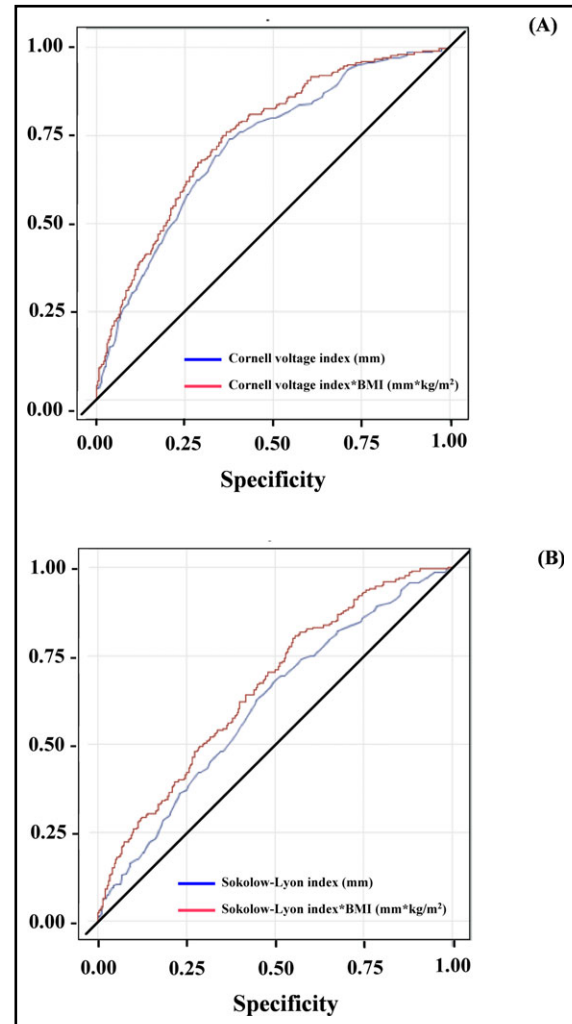 (A)
1.00 -
0.75 -
0.50 -
0.25 -
0.00 -
Cornell voltage index (mm)
Cornell voltage index*BMI (mm*kg/m²)
0.00 0.25 0.50 0.75 1.00
Specificity
(B)
1.00 -
0.75 -
0.50 -
0.25 -
0.00 -
Sokolow-Lyon index (mm)
Sokolow-Lyon index*BMI (mm*kg/m²)
0.00 0.25 0.50 0.75 1.00
Specificity